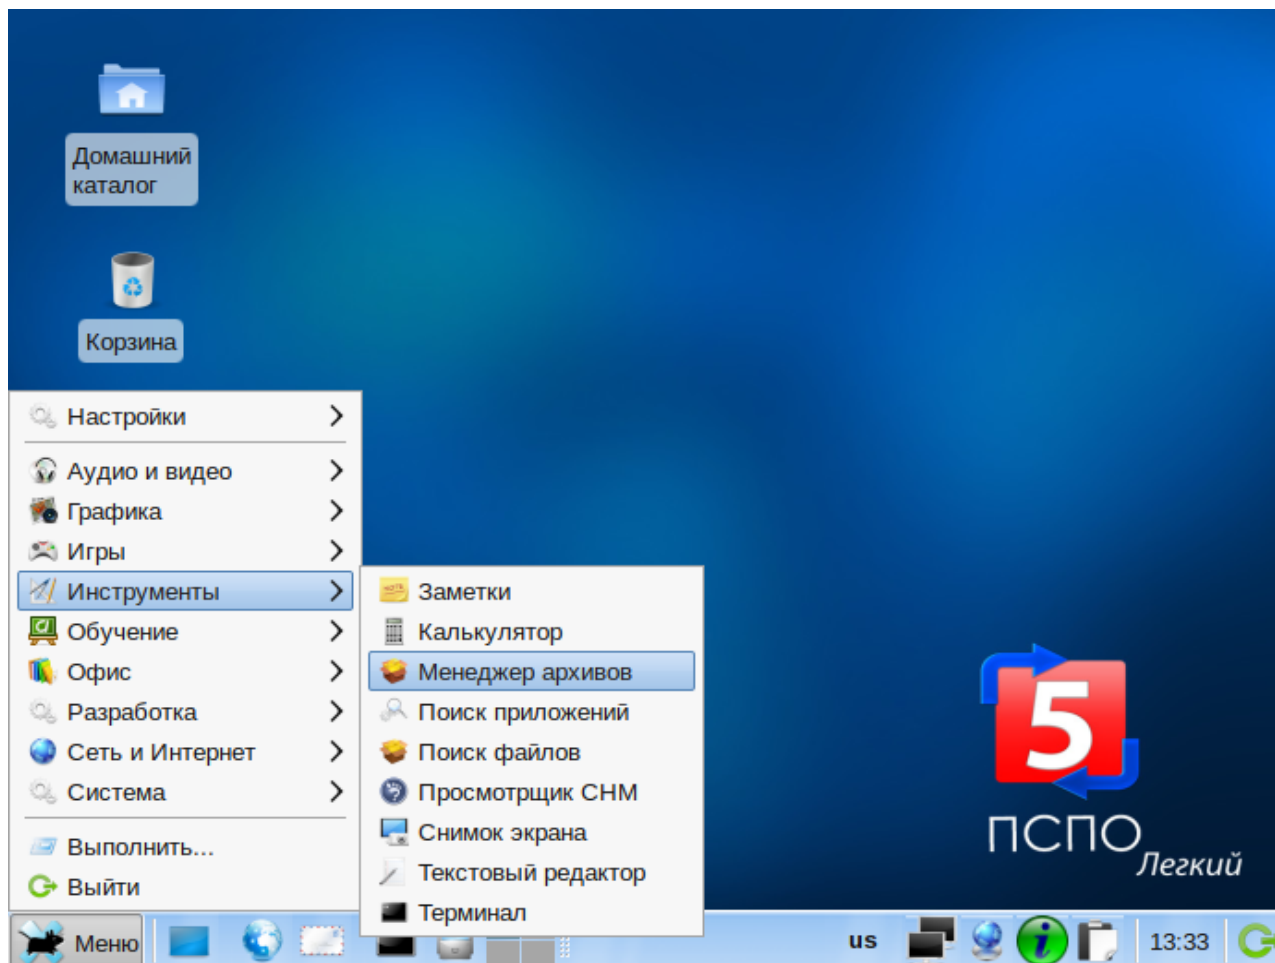 Домашний
каталог
Корзина
Настройки
Аудио и видео
Графика
Игры
Инструменты
Обучение
Офис
Разработка
Сеть и Интернет
Система
Выполнить...
Выйти
Заметки
Калькулятор
Менеджер архивов
Поиск приложений
Поиск файлов
Просмотрщик CHM
Снимок экрана
Текстовый редактор
Терминал
5
ПСПО
Легкий
Меню
us
i
13:33